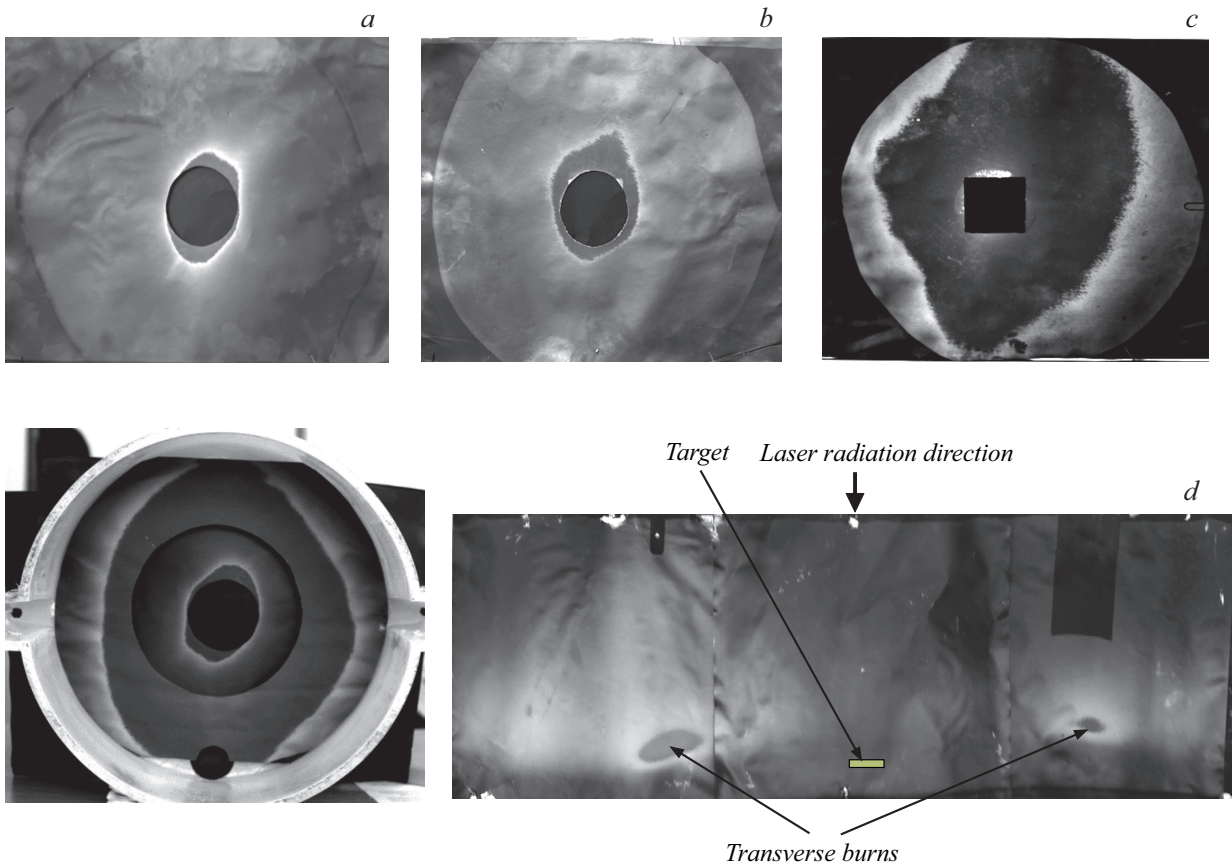 a
b
c
Target
Laser radiation direction
d
Transverse burns